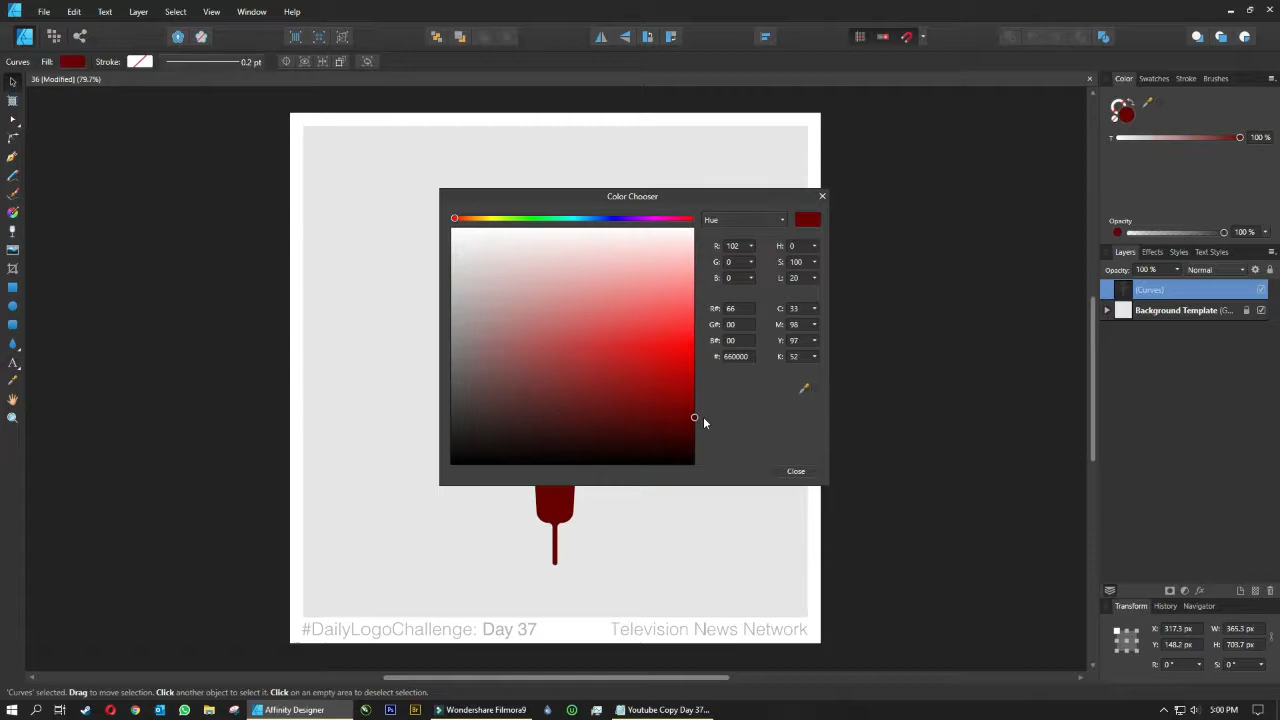 File Edit Text Layer Select View Window Help
Curves Fill: Stroke: 0.2 pt
36 [Modified] (79.7%)
Color Swatches Stroke Brushes
100 %
Opacity
100 %
Color Chooser
Hue
R: 102 H: 0
G: 0 S: 100
B: 0 L: 20
R#: 66 C: 33
G#: 00 M: 98
B#: 00 Y: 97
#: 660000 K: 52
Close
Layers Effects Styles Text Styles
Opacity: 100 % Normal
(Curves)
Background Template (G...
#DailyLogoChallenge: Day 37 Television News Network
Transform History Navigator
X: 317.3 px W: 365.3 px
Y: 148.2 px H: 703.7 px
R: 0 ° S: 0 °
'Curves' selected. Drag to move selection. Click another object to select it. Click on an empty area to deselect selection.
Affinity Designer Ps Br Wondershare Filmora9 Youtube Copy Day 37... 5:00 PM